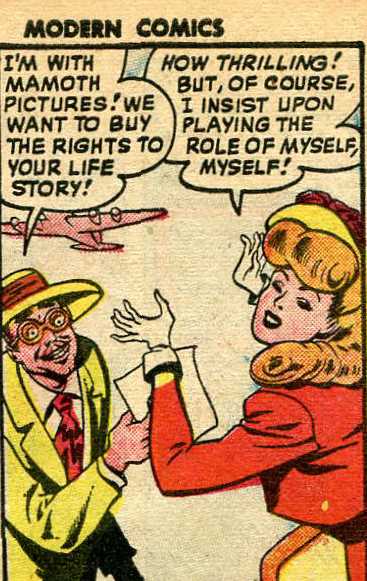 MODERN COMICS
I'M WITH
MAMOTH
PICTURES! WE
WANT TO BUY
THE RIGHTS TO
YOUR LIFE
STORY!
HOW THRILLING!
BUT, OF COURSE,
I INSIST UPON
PLAYING THE
ROLE OF MYSELF,
MYSELF!